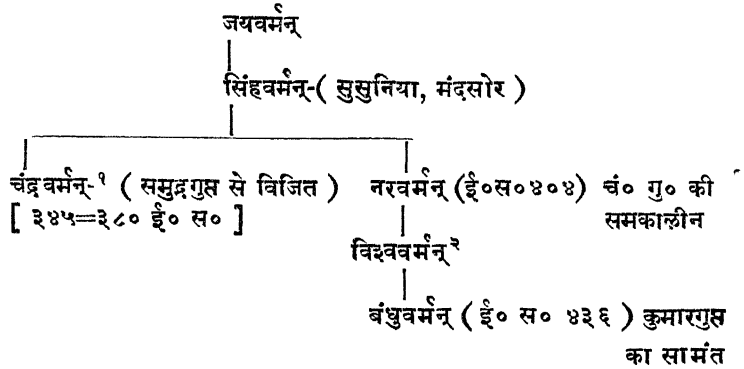 जयवर्मन्
सिंहवर्मन्-( सुसुनिया, मंदसोर )
चंद्रवर्मन्-१ ( समुद्रगुप्त से विजित ) नरवर्मन् (ई०स०४०४) चं० गु० की
[ ३४५=३८० ई० स० ] समकालीन
विश्ववर्मन्२
बंधुवर्मन् ( ई० स० ४३६ ) कुमारगुप्त
का सामंत